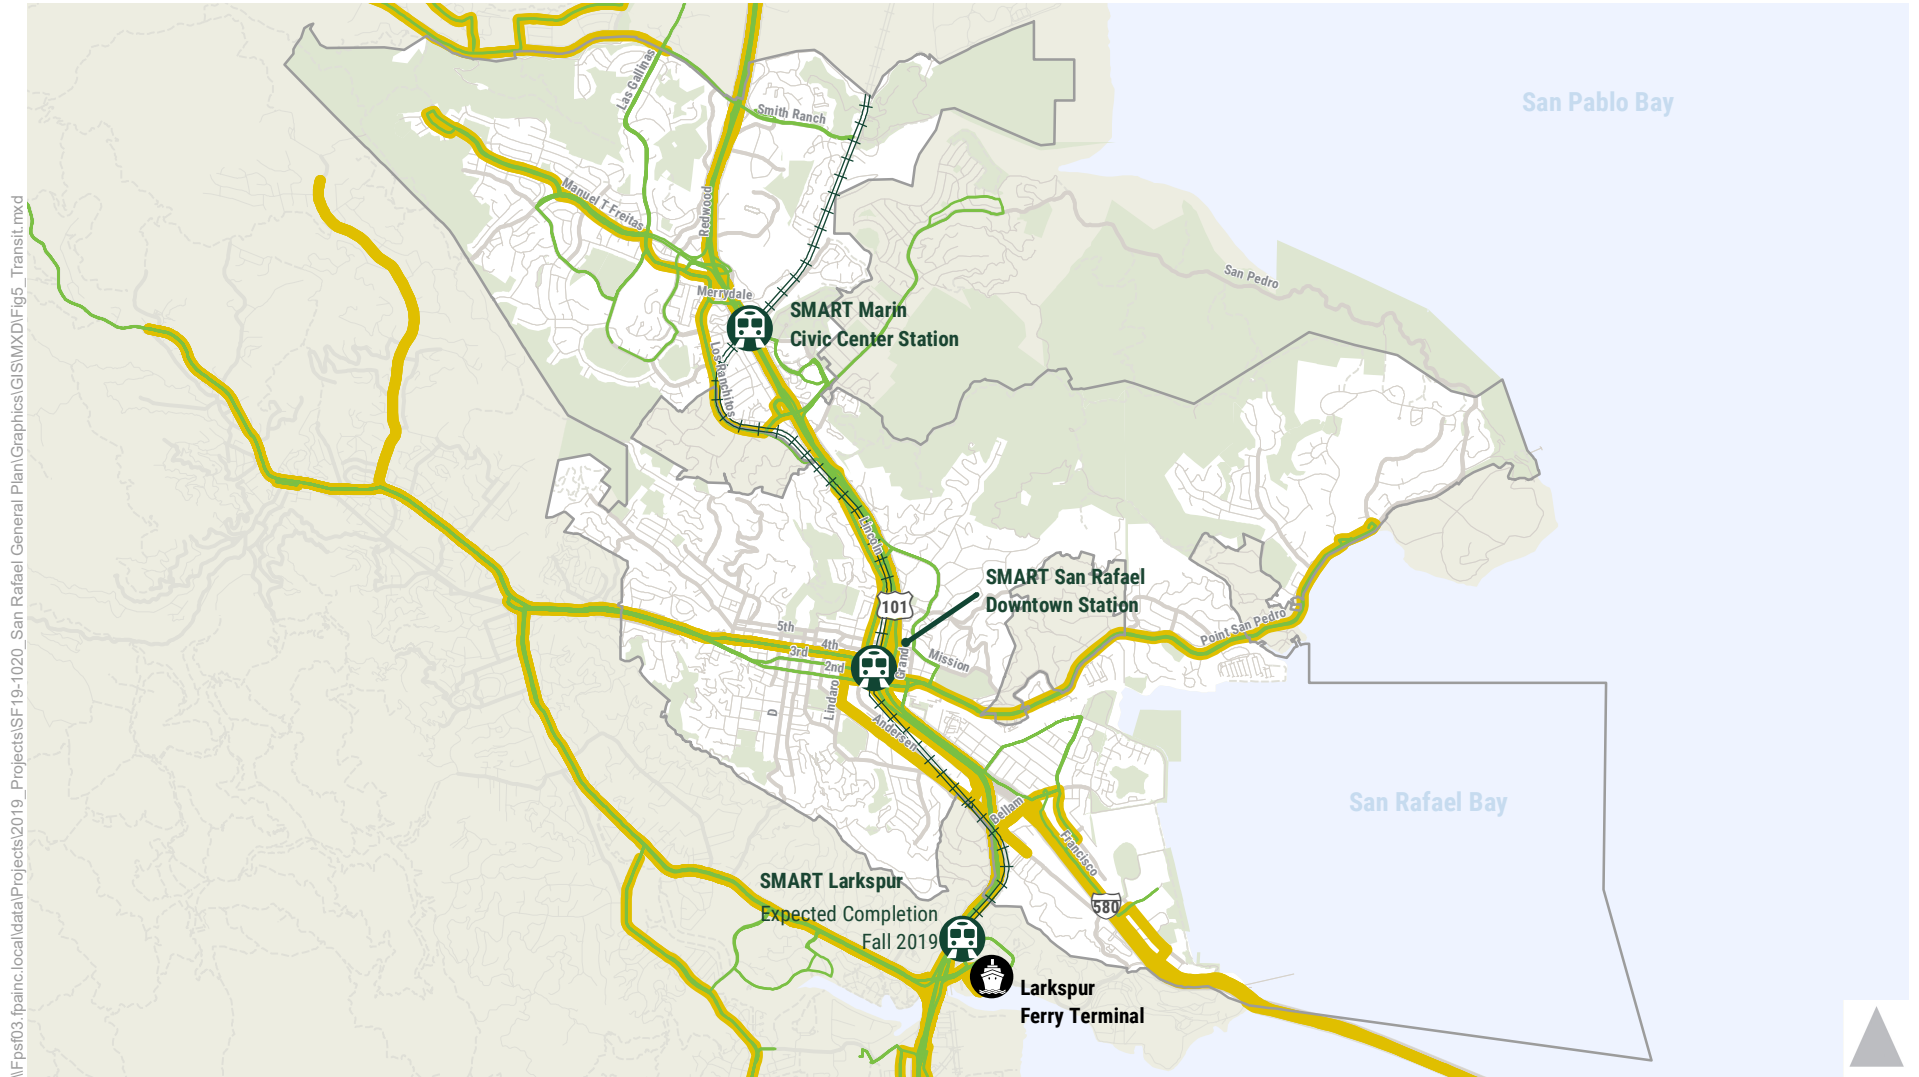 San Pablo Bay
Las Gallinas
Smith Ranch
Manuel T Freitas
Redwood
San Pedro
Merrydale
SMART Marin
Civic Center Station
Los Ranchitos
Lincoln
SMART San Rafael
Downtown Station
101
5th
4th
3rd
2nd
Grand
Mission
Point San Pedro
Lindaro
D
Andersen
San Rafael Bay
Bellam
Francisco
SMART Larkspur
Expected Completion
Fall 2019
580
Larkspur
Ferry Terminal
\\Fpsf03.fpainc.local\data\Projects\2019_Projects\SF19-1020_San Rafael General Plan\Graphics\GIS\MXD\Fig5_Transit.mxd